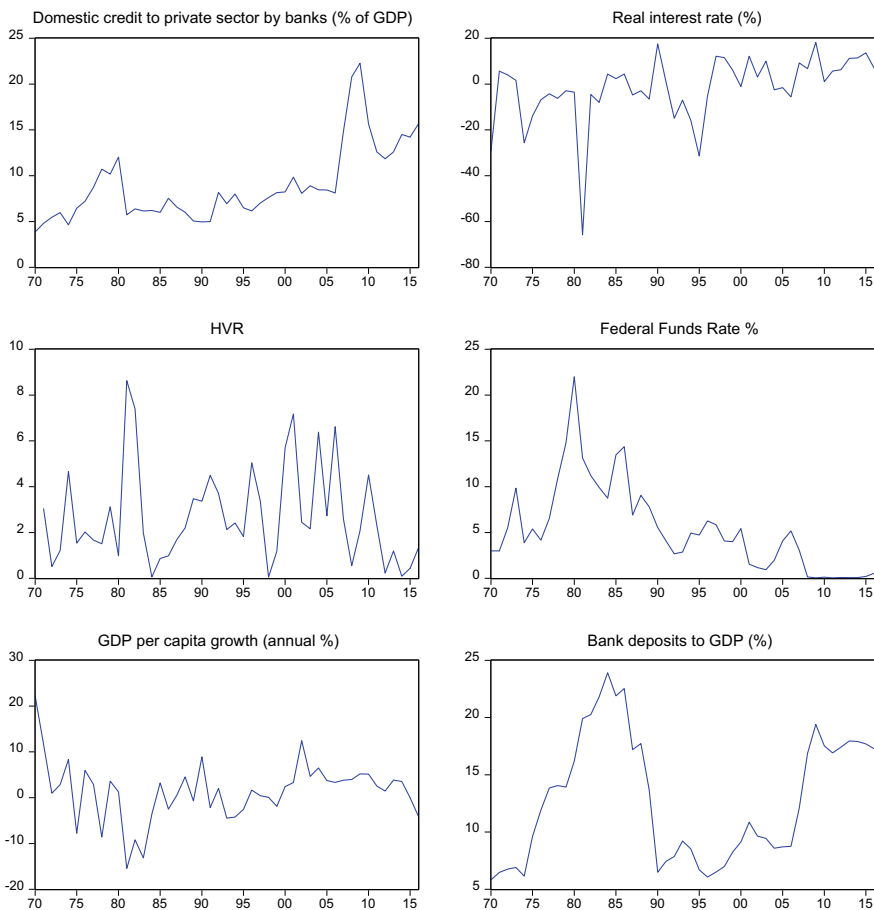 Domestic credit to private sector by banks (% of GDP)
25
20
15
10
5
0
70 75 80 85 90 95 00 05 10 15
Real interest rate (%)
20
0
-20
-40
-60
-80
70 75 80 85 90 95 00 05 10 15
HVR
10
8
6
4
2
0
70 75 80 85 90 95 00 05 10 15
Federal Funds Rate %
25
20
15
10
5
0
70 75 80 85 90 95 00 05 10 15
GDP per capita growth (annual %)
30
20
10
0
-10
-20
70 75 80 85 90 95 00 05 10 15
Bank deposits to GDP (%)
25
20
15
10
5
70 75 80 85 90 95 00 05 10 15